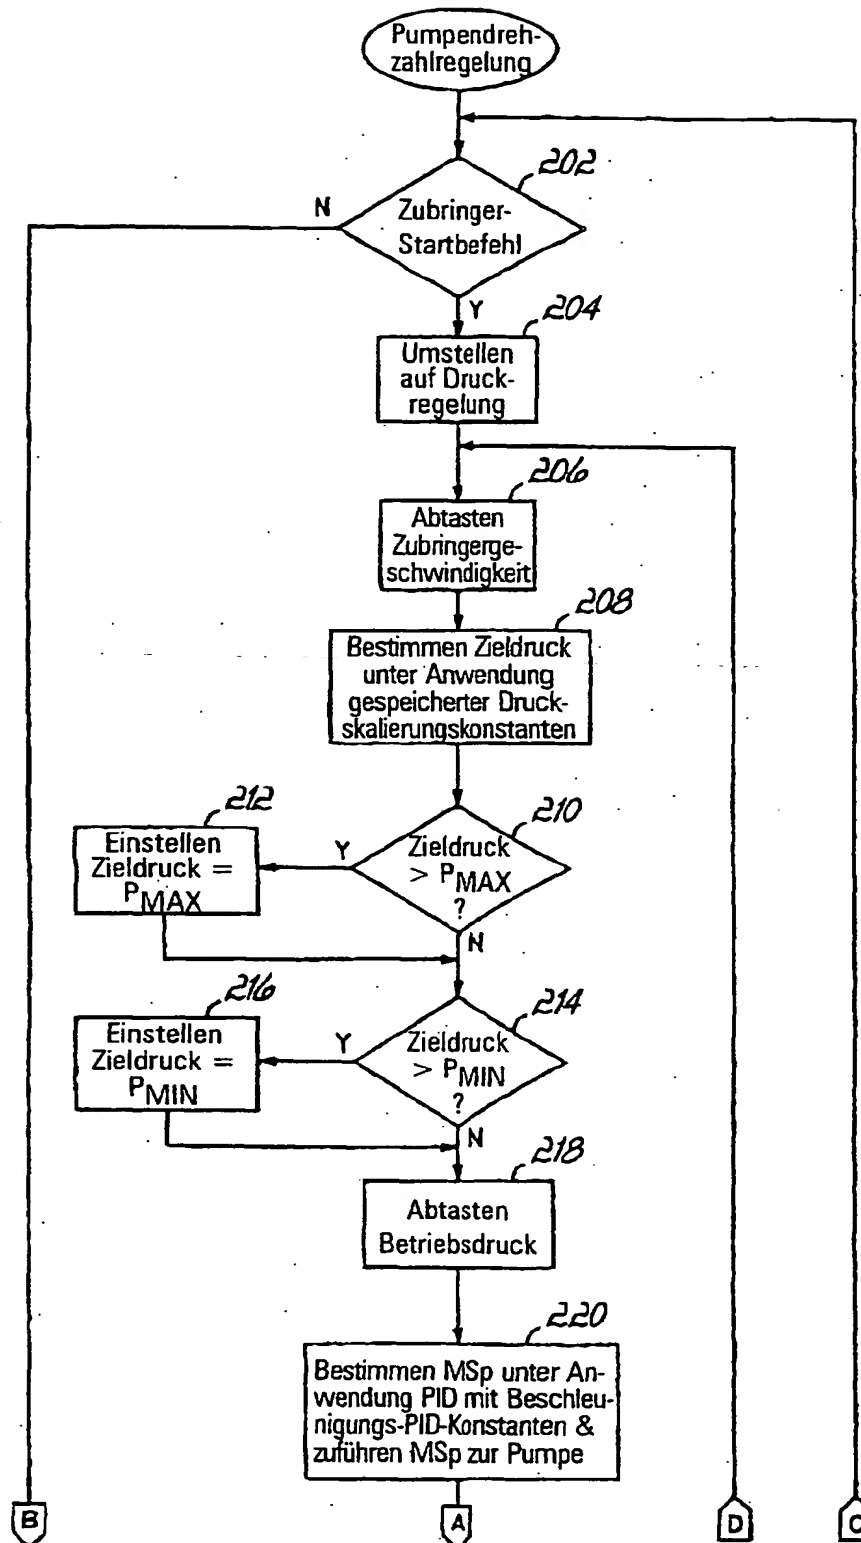 Pumpendreh-
zahlregelung
202
N
Zubringer-
Startbefehl
Y
204
Umstellen
auf Druck-
regelung
206
Abtasten
Zubringerge-
schwindigkeit
208
Bestimmen Zieldruck
unter Anwendung
gespeicherter Druck-
skalierungskonstanten
212
210
Einstellen
Zieldruck =
PMAX
Y
Zieldruck
> PMAX
?
N
216
214
Einstellen
Zieldruck =
PMIN
Y
Zieldruck
> PMIN
?
N
218
Abtasten
Betriebsdruck
220
Bestimmen MSp unter An-
wendung PID mit Beschleu-
nigungs-PID-Konstanten &
zuführen MSp zur Pumpe
B
A
D
C